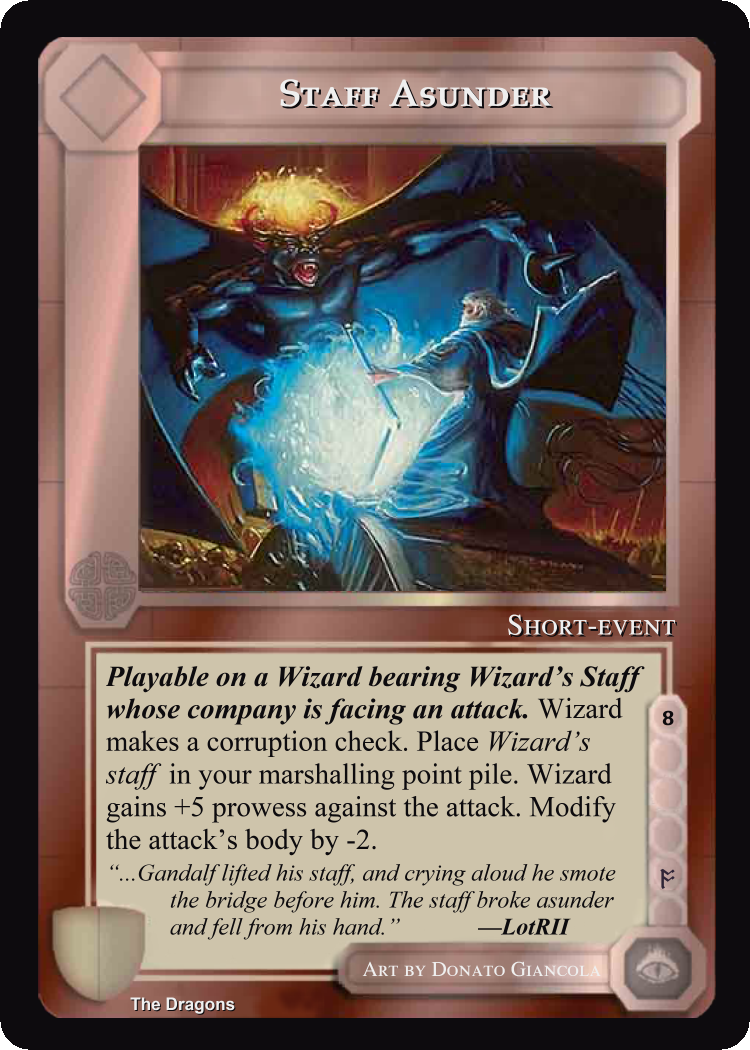 Staff Asunder
Short-event
Playable on a Wizard bearing Wizard's Staff
whose company is facing an attack. Wizard
makes a corruption check. Place Wizard's
staff in your marshalling point pile. Wizard
gains +5 prowess against the attack. Modify
the attack's body by -2.
8
"...Gandalf lifted his staff, and crying aloud he smote
the bridge before him. The staff broke asunder
and fell from his hand." —LotRII
Art by Donato Giancola
The Dragons